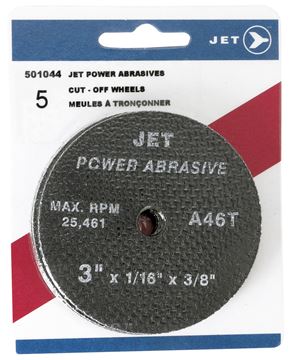 JET
501044 JET POWER ABRASIVES
5 CUT - OFF WHEELS
MEULES À TRONÇONNER
JET
POWER ABRASIVE
MAX. RPM
25,461
A46T
3" x 1/16" x 3/8"